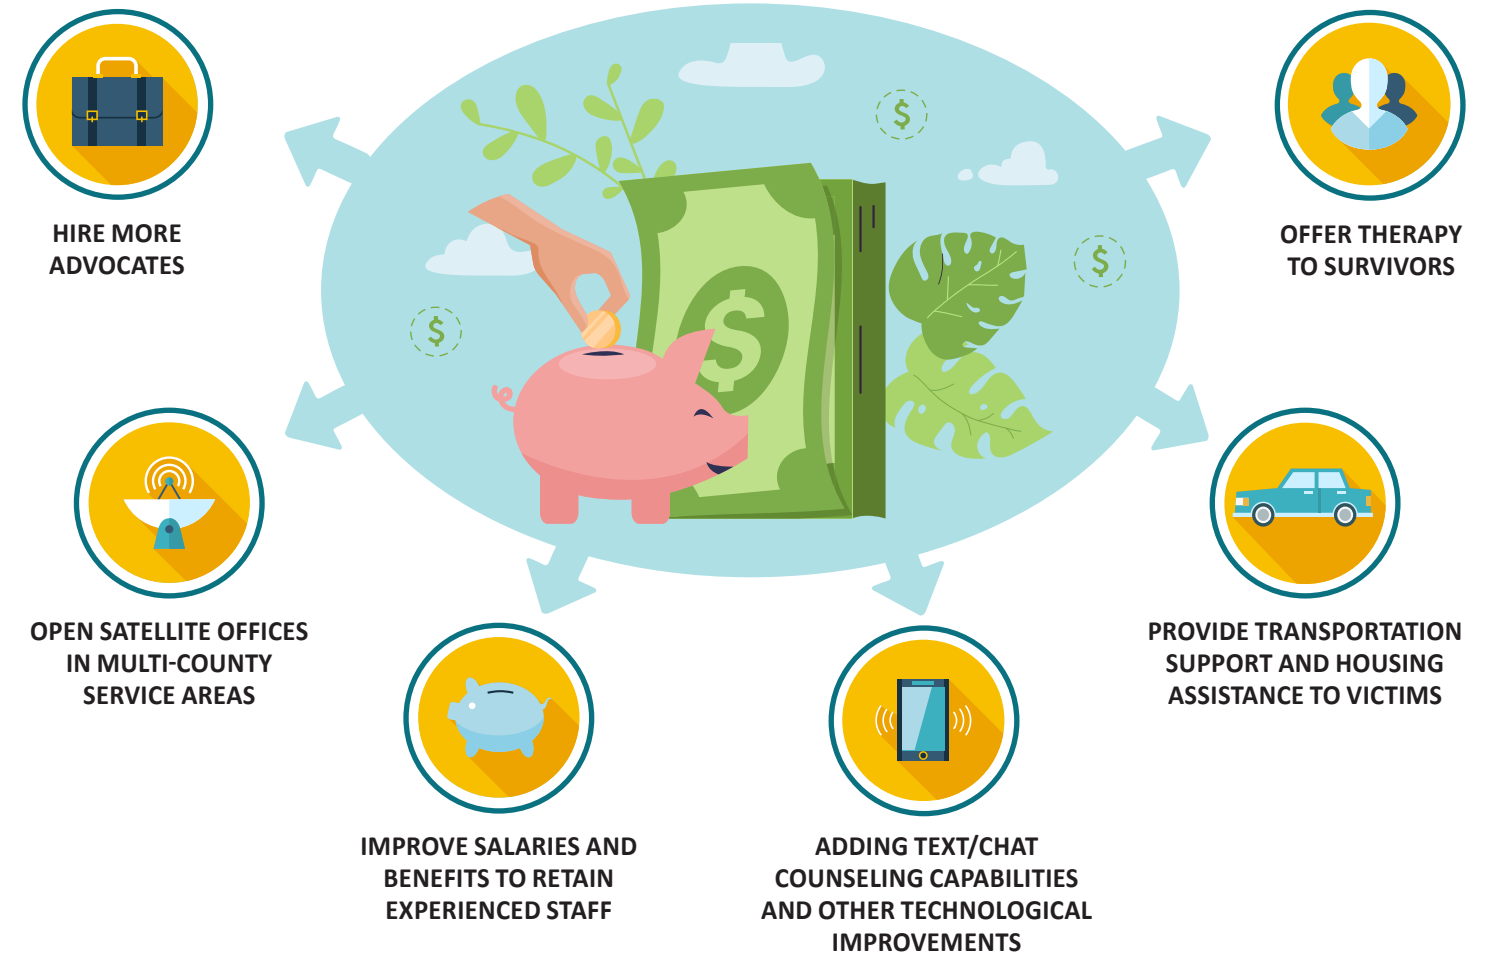 HIRE MORE
ADVOCATES
OFFER THERAPY
TO SURVIVORS
$
$
$
$
OPEN SATELLITE OFFICES
IN MULTI-COUNTY
SERVICE AREAS
PROVIDE TRANSPORTATION
SUPPORT AND HOUSING
ASSISTANCE TO VICTIMS
IMPROVE SALARIES AND
BENEFITS TO RETAIN
EXPERIENCED STAFF
ADDING TEXT/CHAT
COUNSELING CAPABILITIES
AND OTHER TECHNOLOGICAL
IMPROVEMENTS